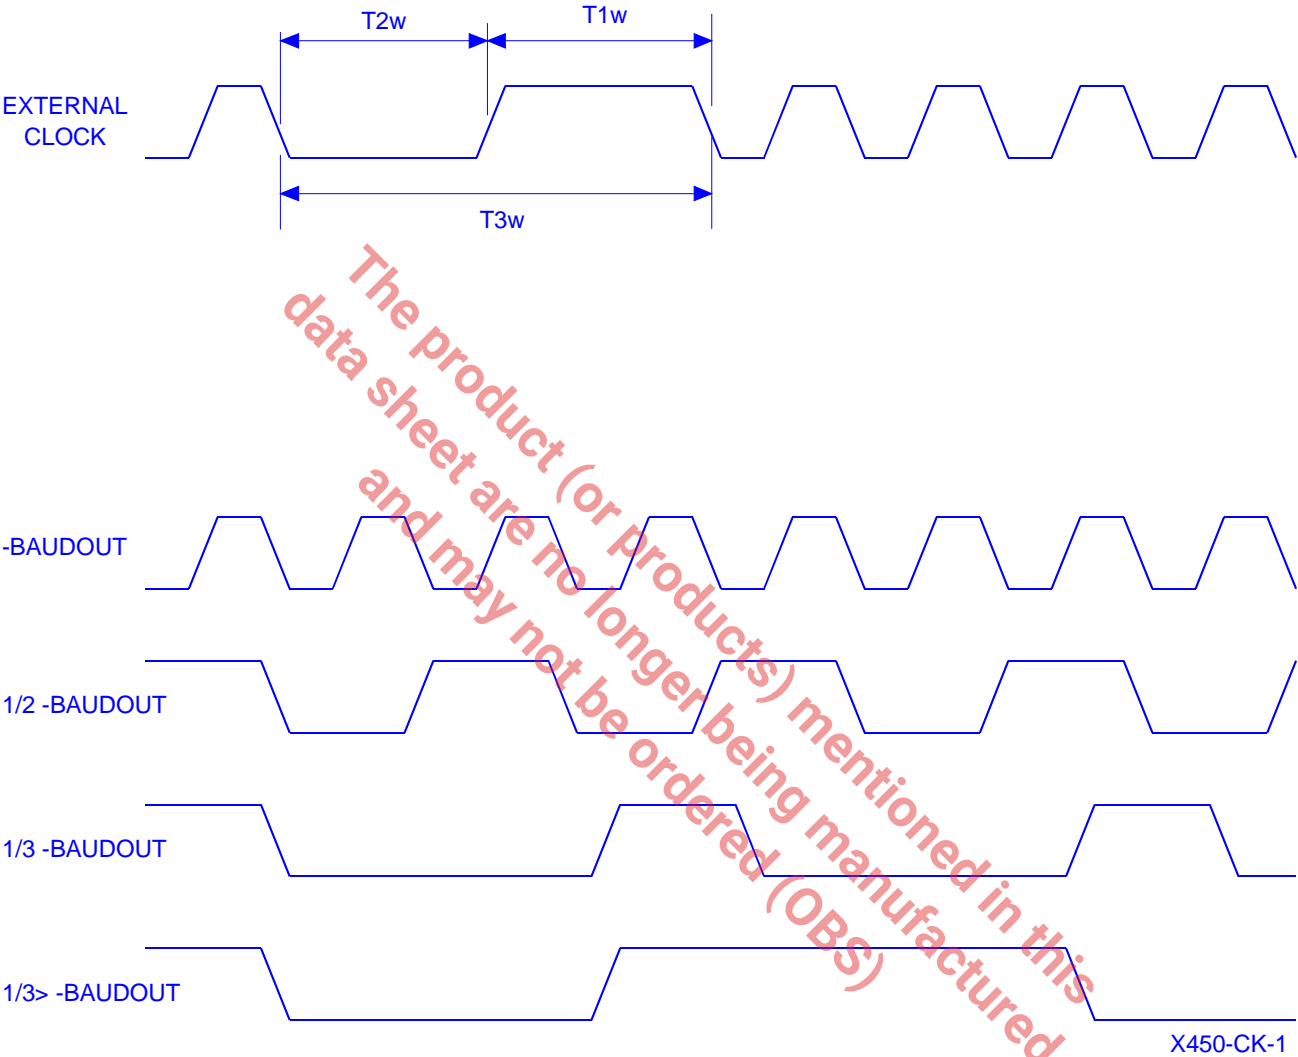 T2w
T1w
EXTERNAL
CLOCK
T3w
The product (or products) mentioned in this
data sheet are no longer being manufactured
and may not be ordered (OBS)
-BAUDOUT
1/2 -BAUDOUT
1/3 -BAUDOUT
1/3> -BAUDOUT
X450-CK-1